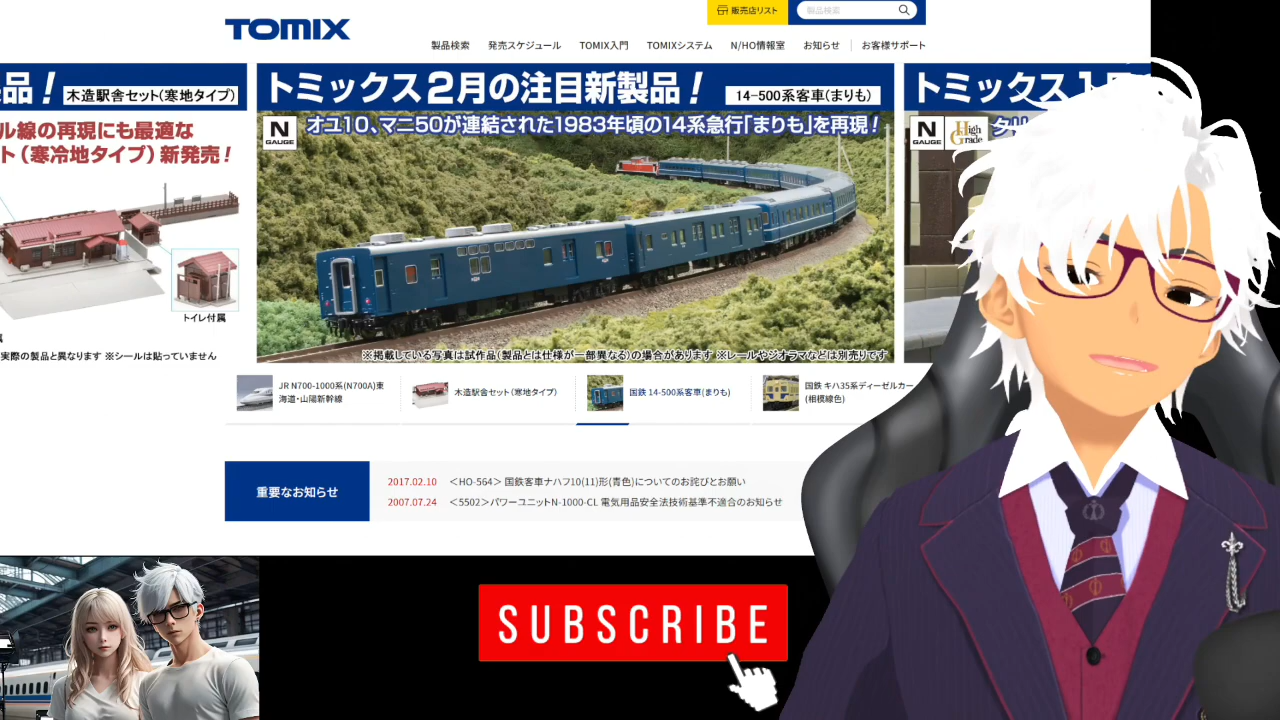 TOMIX
販売店リスト
製品検索
製品検索 発売スケジュール TOMIX入門 TOMIXシステム N/HO情報室 お知らせ お客様サポート
品！ 木造駅舎セット(寒地タイプ)
ル線の再現にも最適な
ト（寒冷地タイプ）新発売！
トイレ付属
実際の製品と異なります ※シールは貼っていません
トミックス2月の注目新製品！ 14-500系客車(まりも)
N GAUGE
オユ10、マニ50が連結された1983年頃の14系急行「まりも」を再現！
※掲載している写真は試作品(製品とは仕様が一部異なる)の場合があります ※レールやジオラマなどは別売りです
トミックス 1
N GAUGE High Grade
JR N700-1000系(N700A)東
海道・山陽新幹線
木造駅舎セット（寒地タイプ）
国鉄 14-500系客車(まりも)
国鉄 キハ35系ディーゼルカー
(相模線色)
重要なお知らせ
2017.02.10 ＜HO-564＞ 国鉄客車ナハフ10(11)形(青色)についてのお詫びとお願い
2007.07.24 ＜5502＞パワーユニットN-1000-CL 電気用品安全法技術基準不適合のお知らせ
SUBSCRIBE